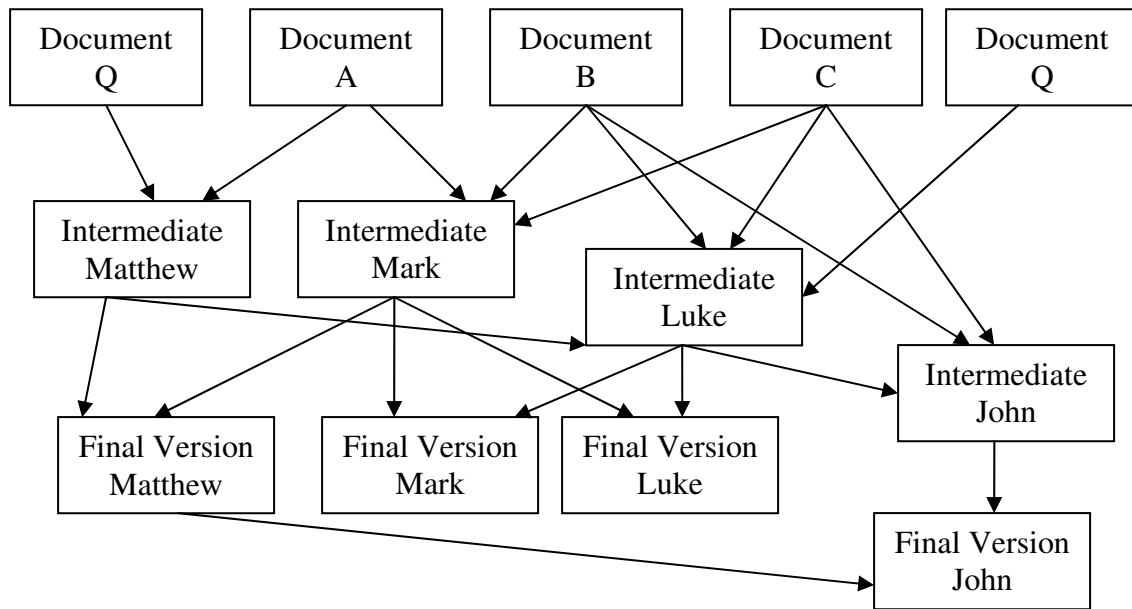 Document
Q
Document
A
Document
B
Document
C
Document
Q
Intermediate
Matthew
Intermediate
Mark
Intermediate
Luke
Intermediate
John
Final Version
Matthew
Final Version
Mark
Final Version
Luke
Final Version
John